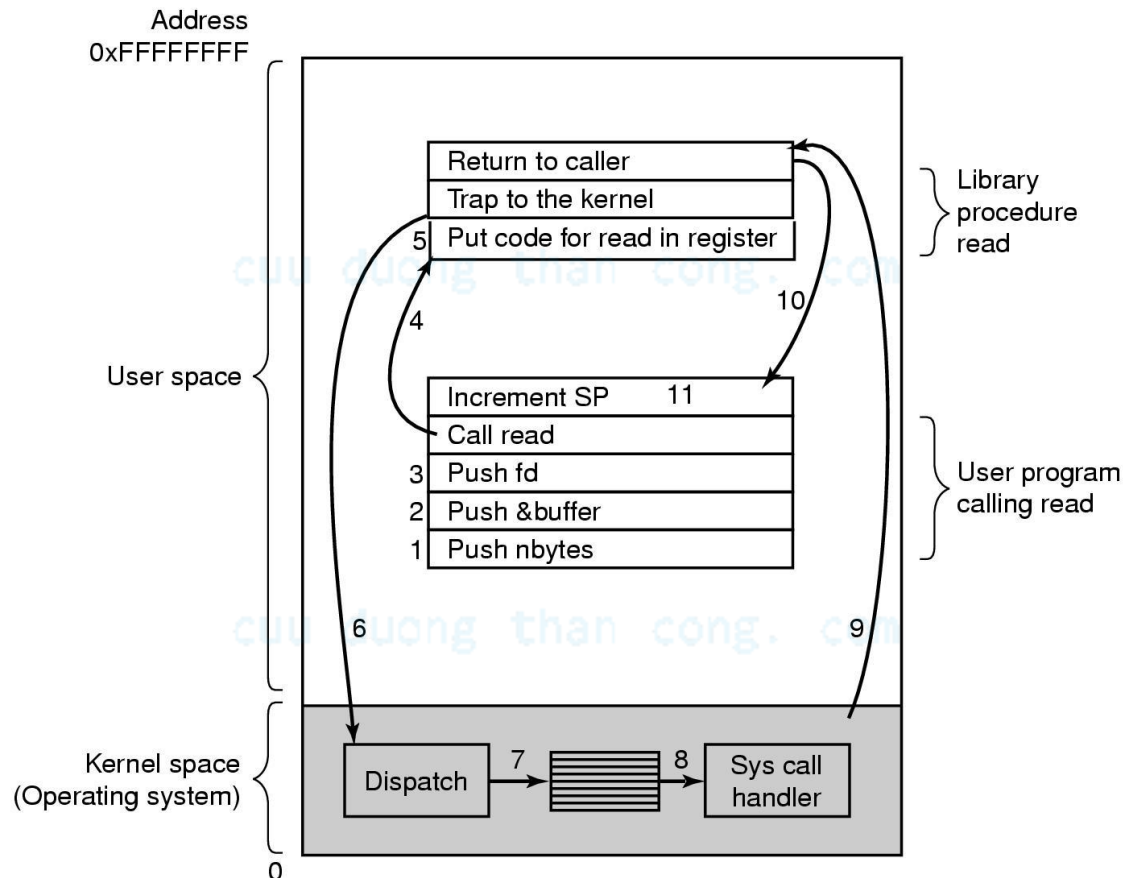 Address
0xFFFFFFFF
Return to caller
Trap to the kernel
5 Put code for read in register
Library
procedure
read
cuu duong than cong. com
4
10
User space
Increment SP 11
Call read
3 Push fd
2 Push &buffer
1 Push nbytes
User program
calling read
cuu duong than cong. com
6
9
Kernel space
(Operating system)
Dispatch
7
8
Sys call
handler
0